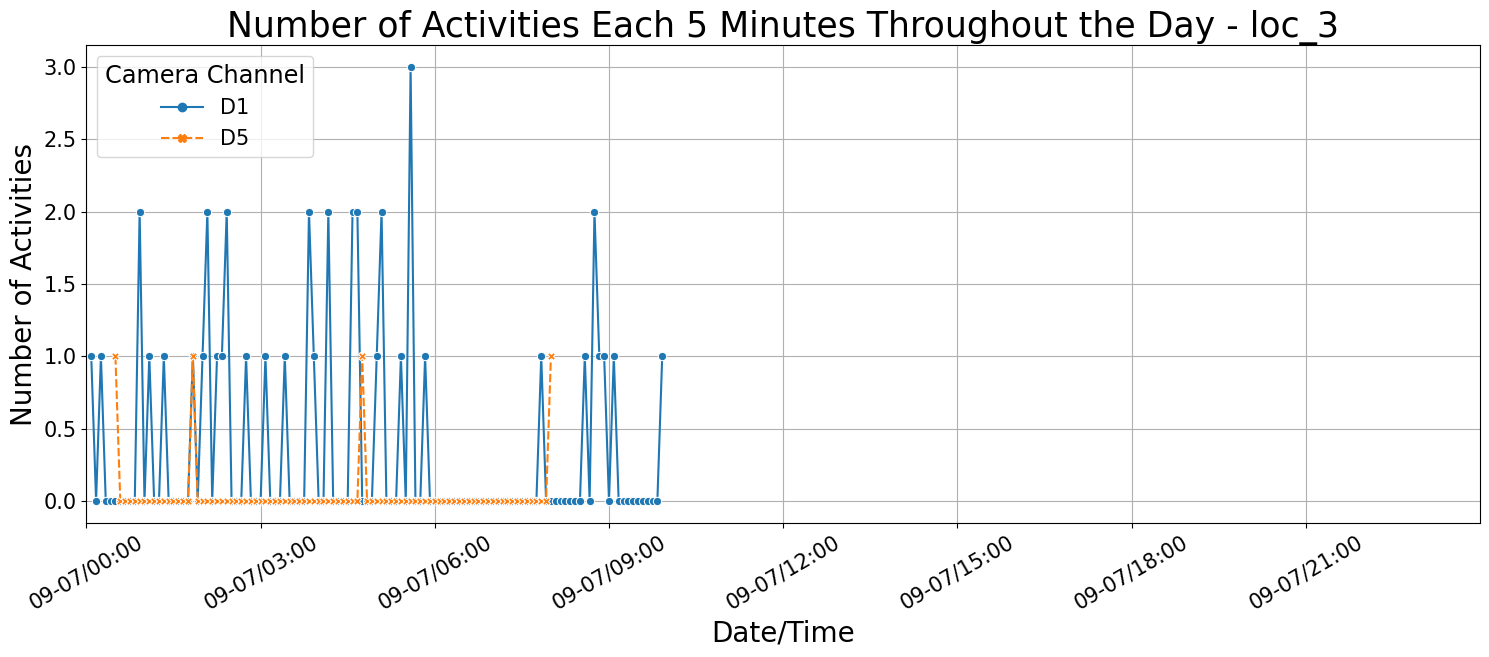 Number of Activities Each 5 Minutes Throughout the Day - loc_3
Camera Channel
D1
D5
Number of Activities
3.0
2.5
2.0
1.5
1.0
0.5
0.0
09-07/00:00
09-07/03:00
09-07/06:00
09-07/09:00
09-07/12:00
09-07/15:00
09-07/18:00
09-07/21:00
Date/Time